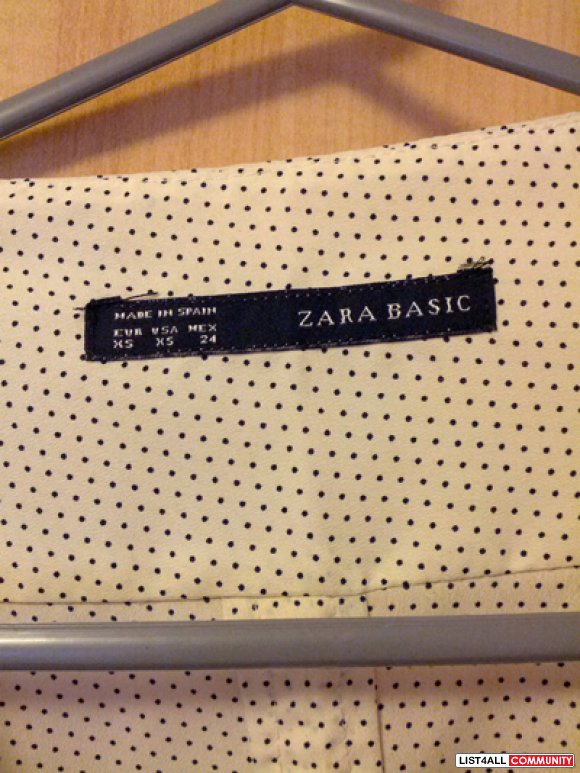 MADE IN SPAIN
EUR USA MEX
XS XS 24
ZARA BASIC
LIST4ALL COMMUNITY